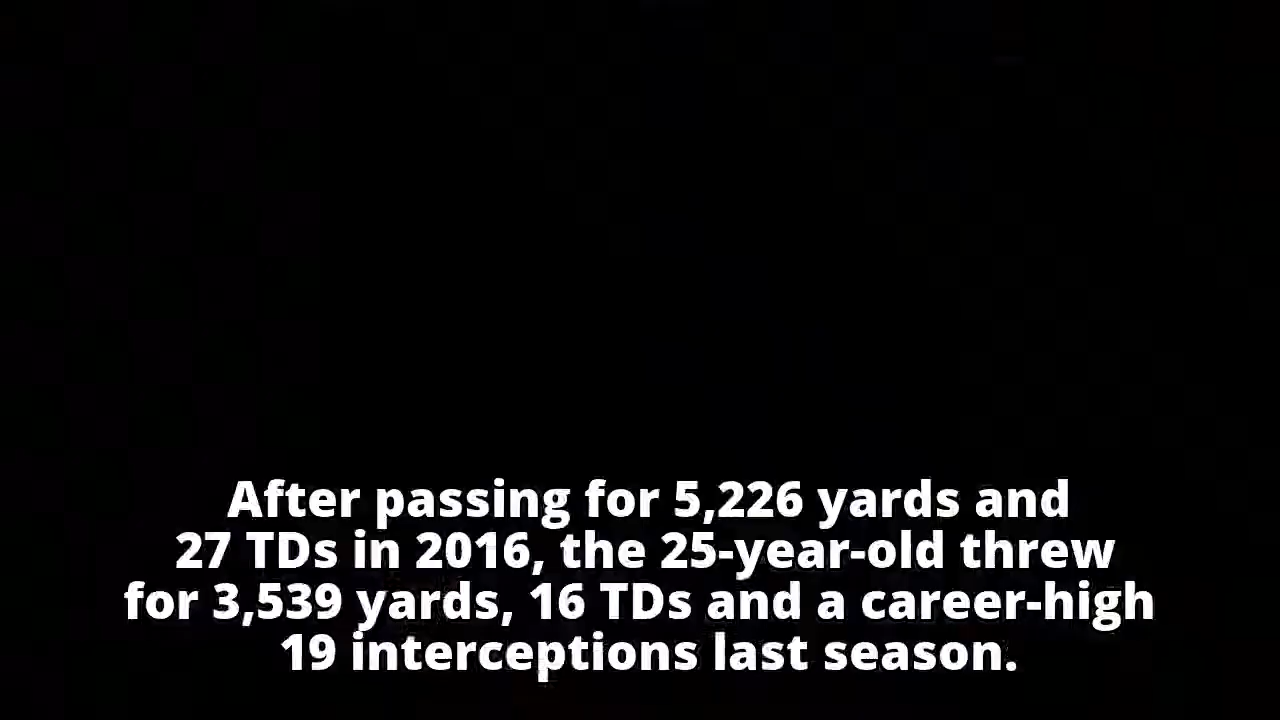 After passing for 5,226 yards and
27 TDs in 2016, the 25-year-old threw
for 3,539 yards, 16 TDs and a career-high
19 interceptions last season.